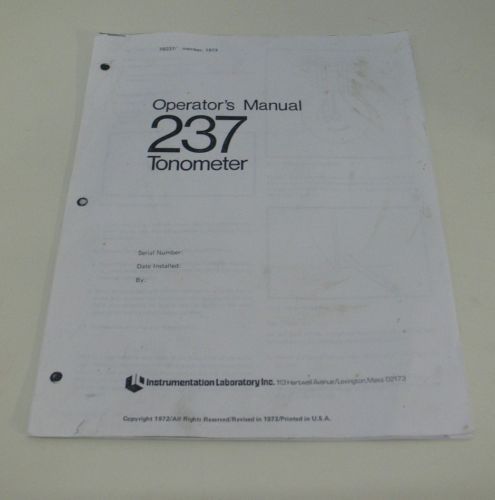 1973
Operator's Manual
237
Tonometer
Serial Number:
Date Installed:
By:
Instrumentation Laboratory Inc. 113 Hartwell Avenue/Lexington, Mass. 02173
Copyright 1972/All Rights Reserved/Revised in 1973/Printed in U.S.A.